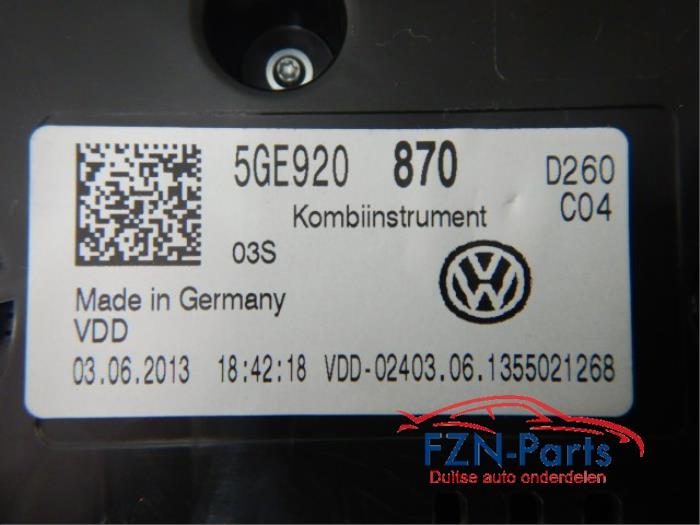 5GE920 870 D260
Kombiinstrument C04
03S
VW
Made in Germany
VDD
03.06.2013 18:42:18 VDD-02403.06.1355021268
FZN-Parts
Duitse auto onderdelen